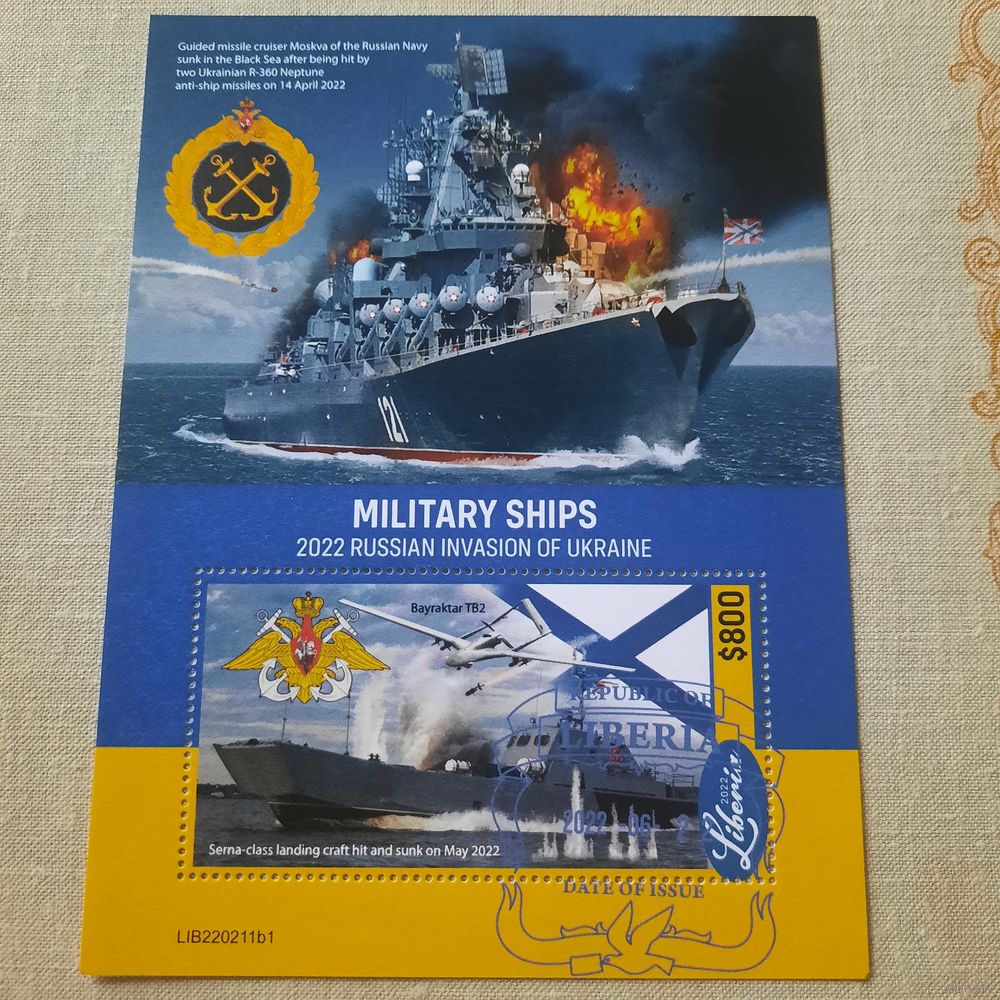 Guided missile cruiser Moskva of the Russian Navy
sunk in the Black Sea after being hit by
two Ukrainian R-360 Neptune
anti-ship missiles on 14 April 2022
121
MILITARY SHIPS
2022 RUSSIAN INVASION OF UKRAINE
Bayraktar TB2
$800
REPUBLIC OF
LIBERIA
2022
Liberia
2022 -06-
Serna-class landing craft hit and sunk on May 2022
DATE OF ISSUE
LIB220211b1